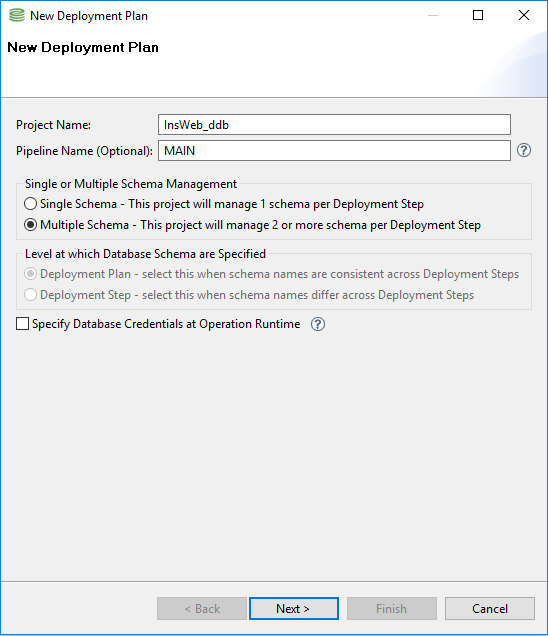 New Deployment Plan
New Deployment Plan
Project Name: InsWeb_ddb
Pipeline Name (Optional): MAIN ?
Single or Multiple Schema Management
Single Schema - This project will manage 1 schema per Deployment Step
Multiple Schema - This project will manage 2 or more schema per Deployment Step
Level at which Database Schema are Specified
Deployment Plan - select this when schema names are consistent across Deployment Steps
Deployment Step - select this when schema names differ across Deployment Steps
Specify Database Credentials at Operation Runtime ?
< Back Next > Finish Cancel